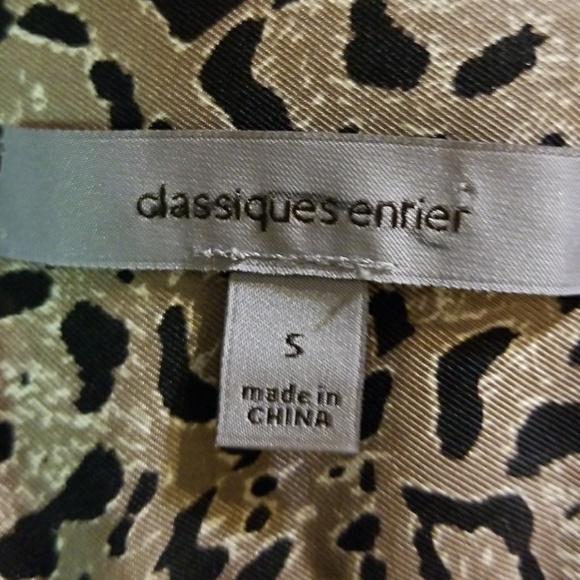 classiques entier
S
made in
CHINA